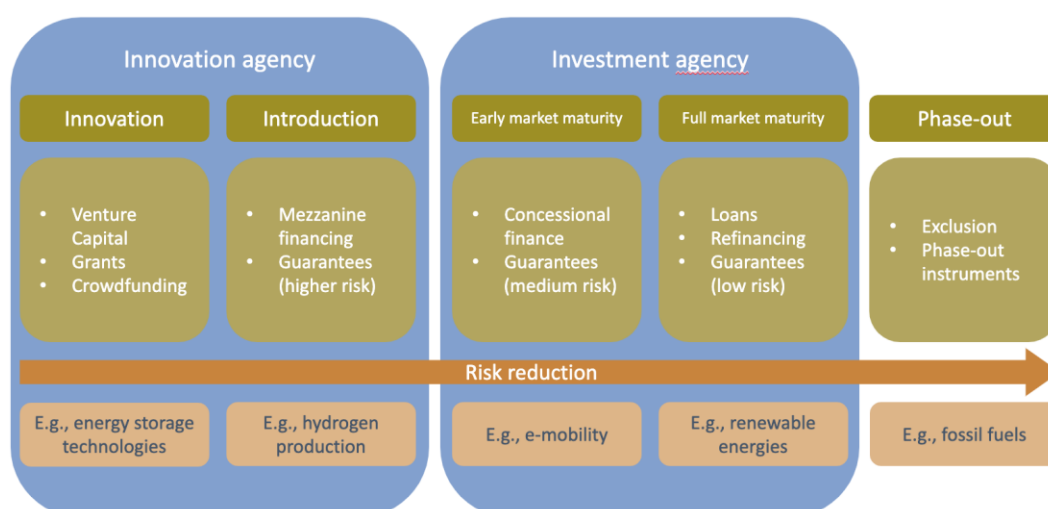 Innovation agency
Investment agency
Innovation
Introduction
Early market maturity
Full market maturity
Phase-out
• Venture
Capital
• Grants
• Crowdfunding
• Mezzanine
financing
• Guarantees
(higher risk)
• Concessional
finance
• Guarantees
(medium risk)
• Loans
• Refinancing
• Guarantees
(low risk)
• Exclusion
• Phase-out
instruments
Risk reduction
E.g., energy storage
technologies
E.g., hydrogen
production
E.g., e-mobility
E.g., renewable
energies
E.g., fossil fuels